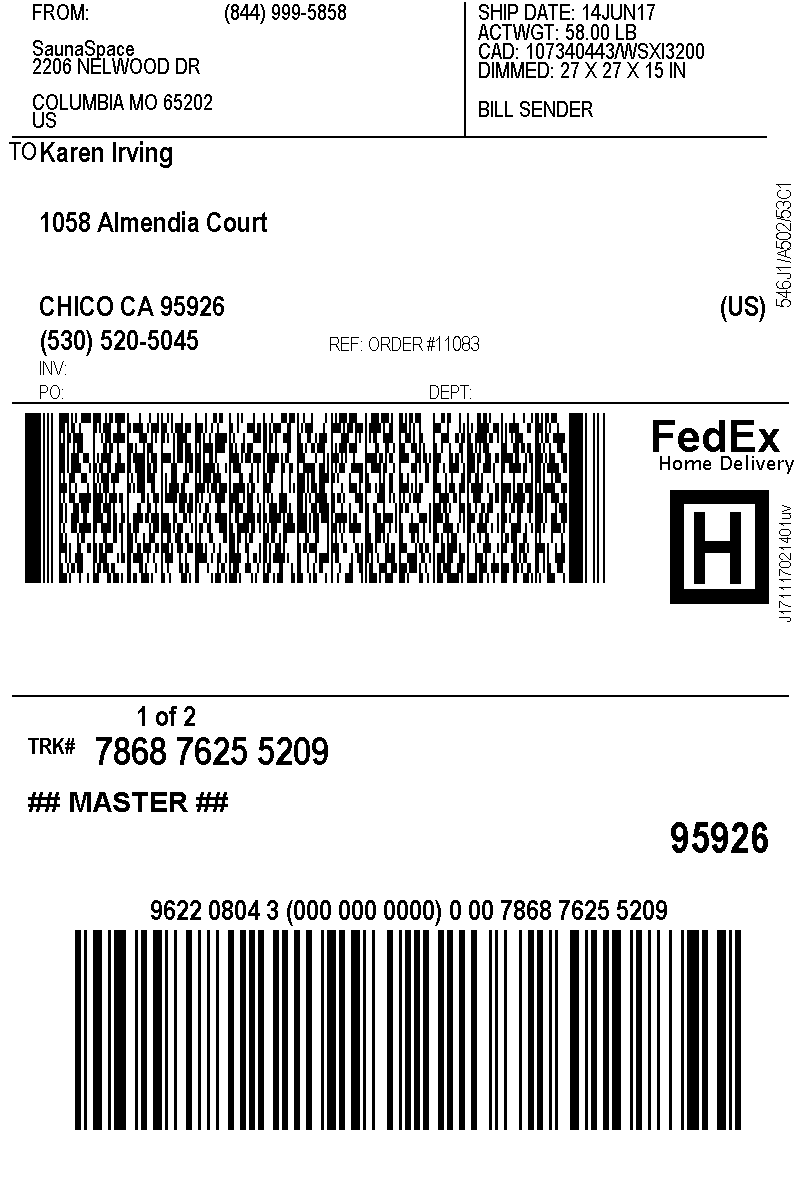 FROM: (844) 999-5858
SaunaSpace
2206 NELWOOD DR
COLUMBIA MO 65202
US
SHIP DATE: 14JUN17
ACTWGT: 58.00 LB
CAD: 107340443/WSXI3200
DIMMED: 27 X 27 X 15 IN
BILL SENDER
TO Karen Irving
1058 Almendia Court
CHICO CA 95926 (US)
(530) 520-5045 REF: ORDER #11083
INV:
PO: DEPT:
546J1/A502/53C1
FedEx
Home Delivery
H
J171117021401uv
1 of 2
TRK# 7868 7625 5209
## MASTER ##
95926
9622 0804 3 (000 000 0000) 0 00 7868 7625 5209